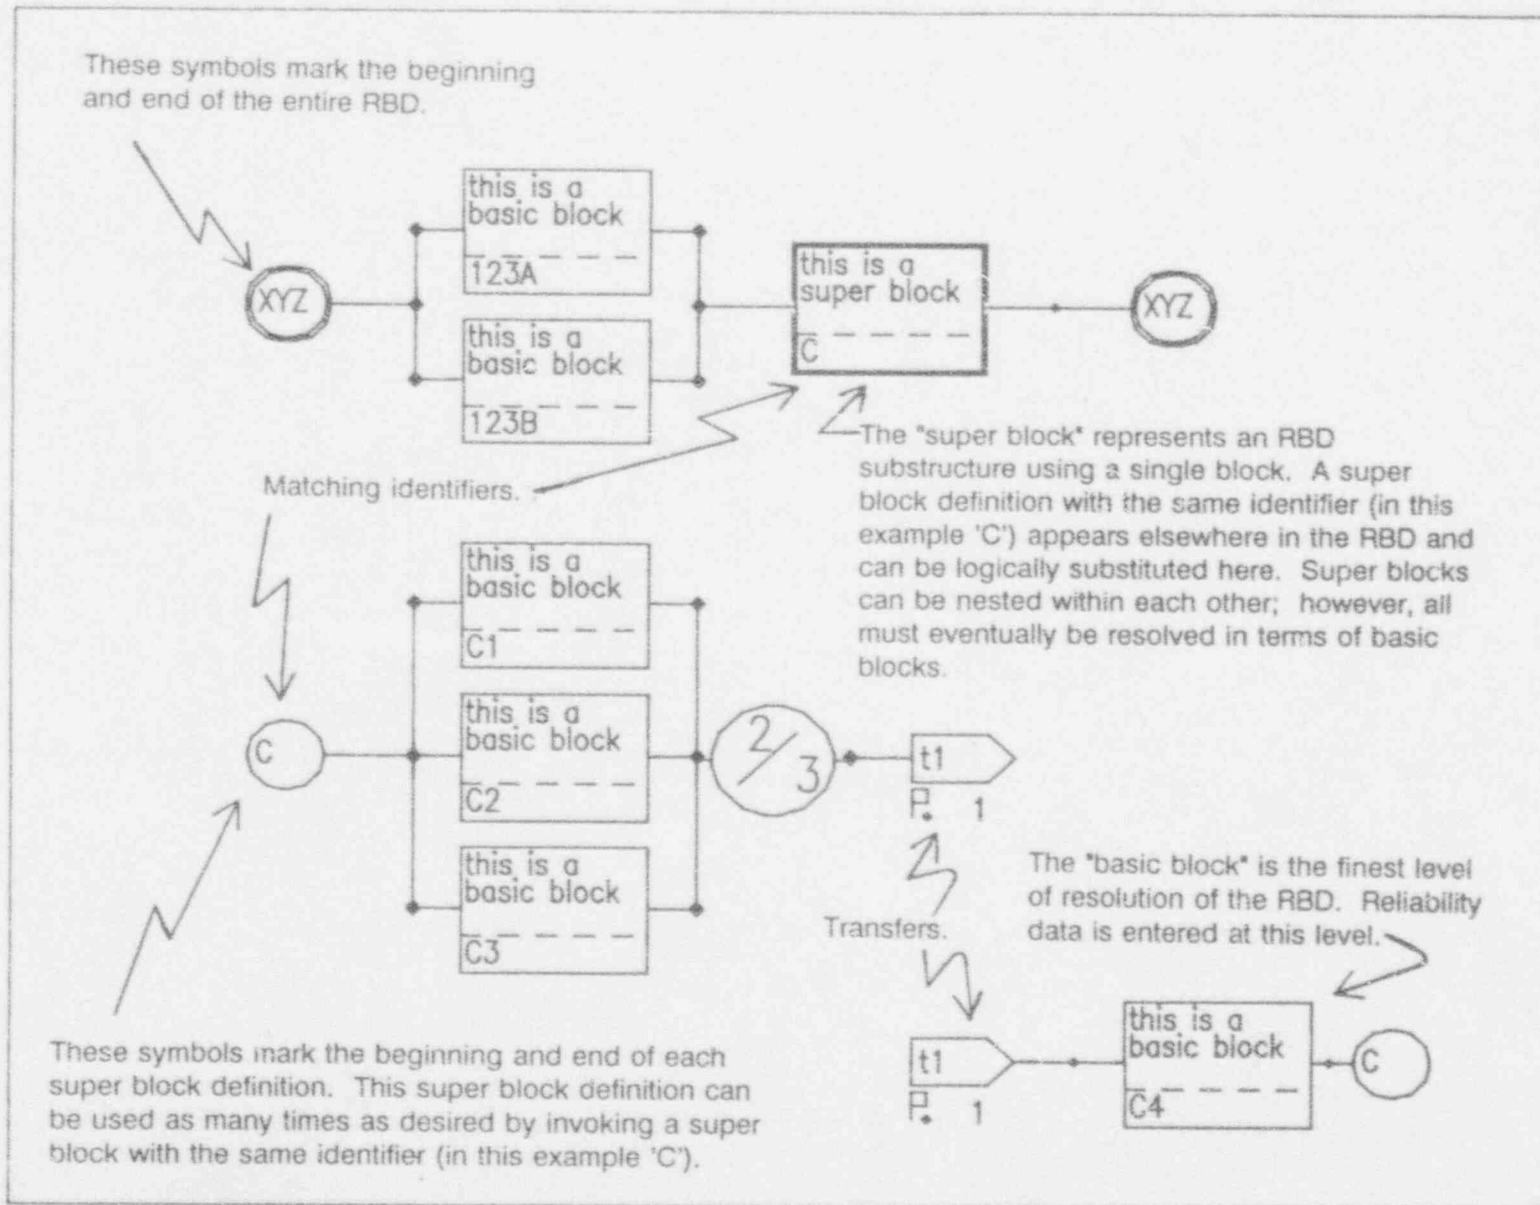 These symbols mark the beginning
and end of the entire RBD.
this is a
basic block
123A
XYZ
this is a
super block
C
XYZ
this is a
basic block
123B
Matching identifiers.
The "super block" represents an RBD
substructure using a single block. A super
block definition with the same identifier (in this
example 'C') appears elsewhere in the RBD and
can be logically substituted here. Super blocks
can be nested within each other; however, all
must eventually be resolved in terms of basic
blocks.
this is a
basic block
C1
C
this is a
basic block
C2
2/3
t1
P. 1
this is a
basic block
C3
Transfers.
The "basic block" is the finest level
of resolution of the RBD. Reliability
data is entered at this level.
t1
P. 1
this is a
basic block
C4
C
These symbols mark the beginning and end of each
super block definition. This super block definition can
be used as many times as desired by invoking a super
block with the same identifier (in this example 'C').